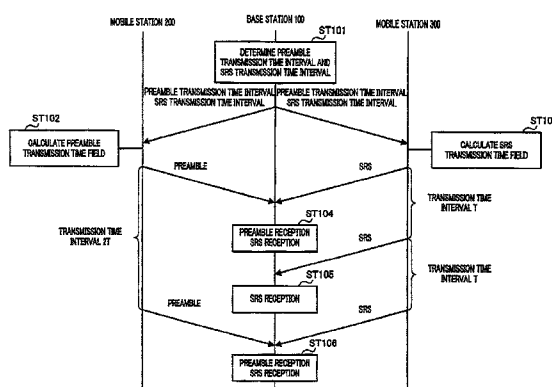 MOBILE STATION 200
BASE STATION 100
MOBILE STATION 300
ST101
DETERMINE PREAMBLE
TRANSMISSION TIME INTERVAL AND
SRS TRANSMISSION TIME INTERVAL
PREAMBLE TRANSMISSION TIME INTERVAL
SRS TRANSMISSION TIME INTERVAL
PREAMBLE TRANSMISSION TIME INTERVAL
SRS TRANSMISSION TIME INTERVAL
ST102
CALCULATE PREAMBLE
TRANSMISSION TIME FIELD
ST10
CALCULATE SRS
TRANSMISSION TIME FIELD
PREAMBLE
SRS
ST104
PREAMBLE RECEPTION
SRS RECEPTION
TRANSMISSION TIME
INTERVAL T
TRANSMISSION TIME
INTERVAL 2T
SRS
ST105
SRS RECEPTION
TRANSMISSION TIME
INTERVAL T
PREAMBLE
SRS
ST106
PREAMBLE RECEPTION
SRS RECEPTION